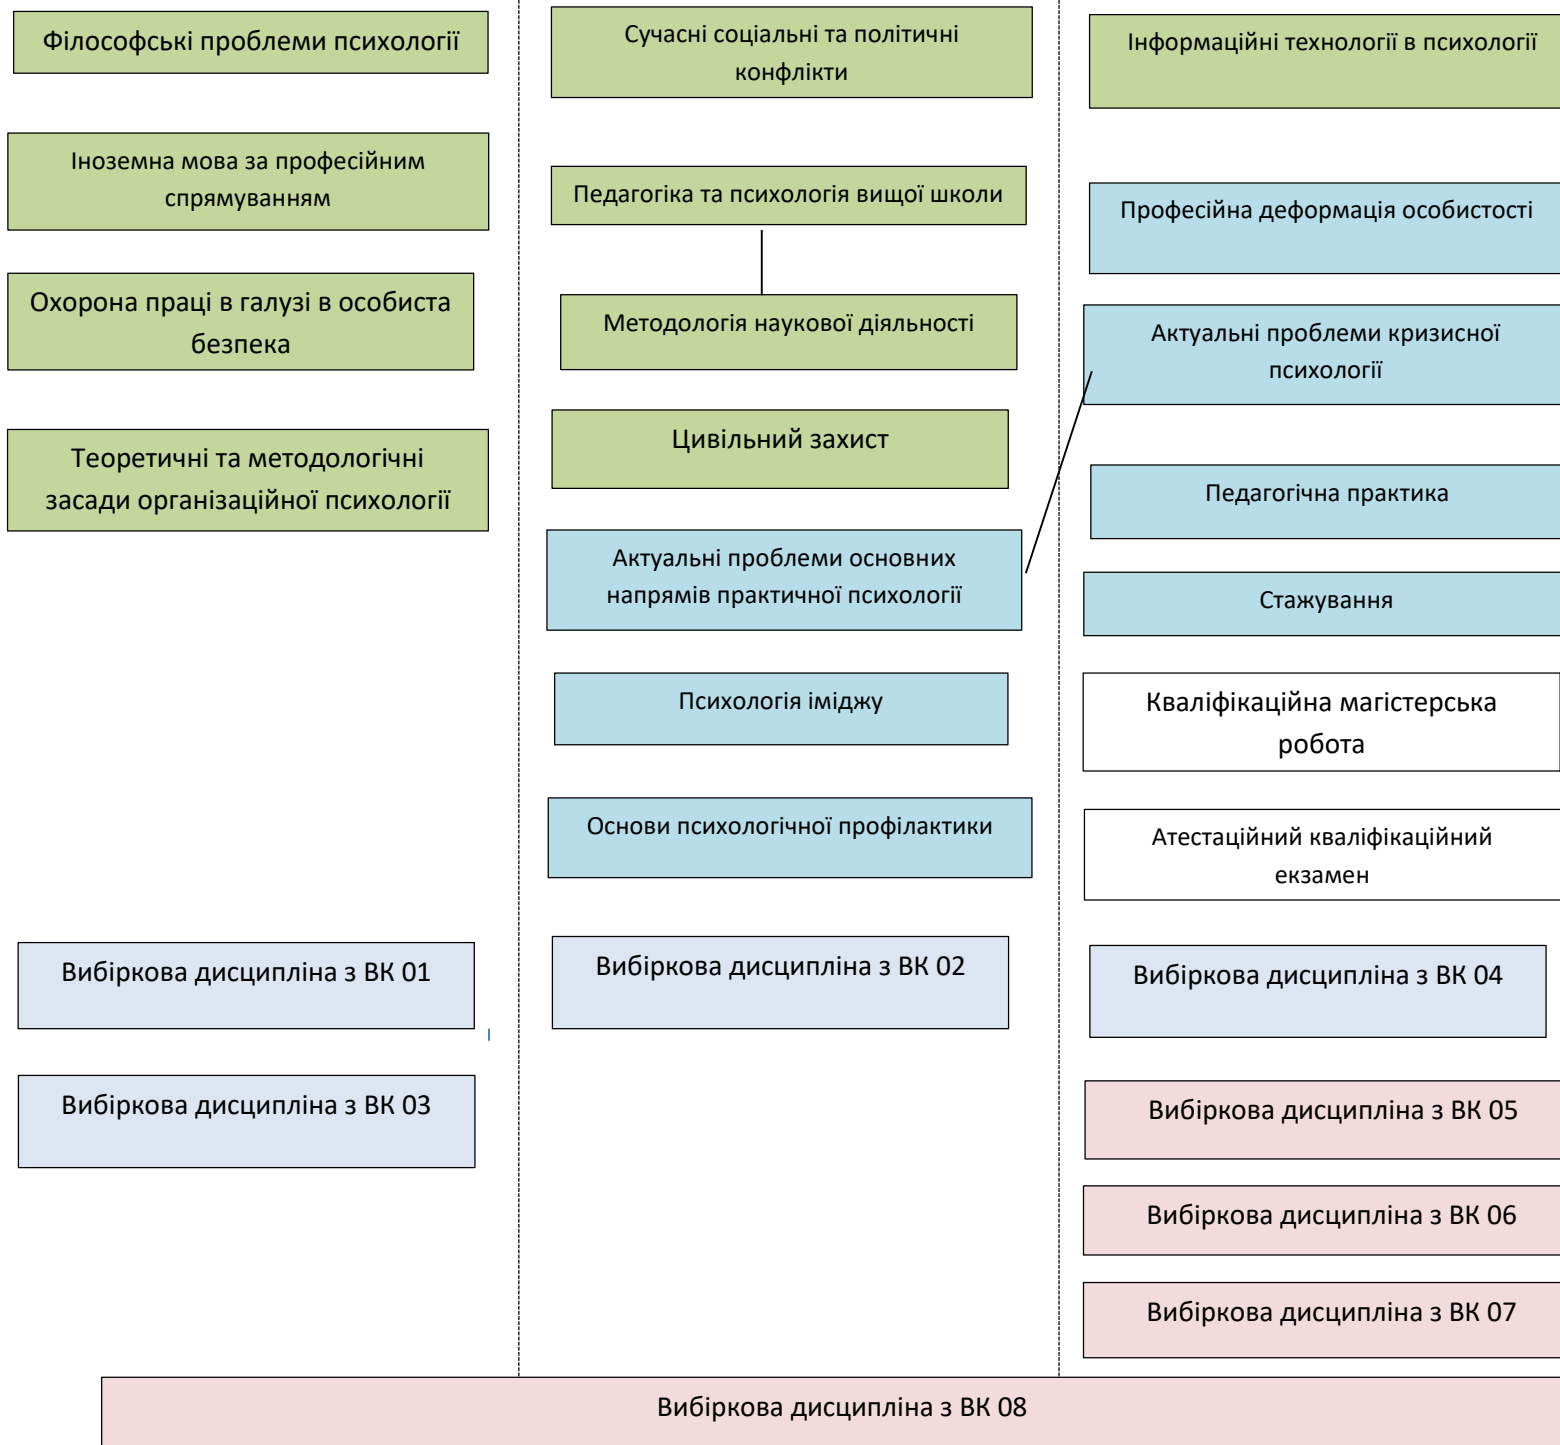 Філософські проблеми психології
Іноземна мова за професійним
спрямуванням
Охорона праці в галузі в особиста
безпека
Теоретичні та методологічні
засади організаційної психології
Вибіркова дисципліна з ВК 01
Вибіркова дисципліна з ВК 03
Сучасні соціальні та політичні
конфлікти
Педагогіка та психологія вищої школи
Методологія наукової діяльності
Цивільний захист
Актуальні проблеми основних
напрямів практичної психології
Психологія іміджу
Основи психологічної профілактики
Вибіркова дисципліна з ВК 02
Інформаційні технології в психології
Професійна деформація особистості
Актуальні проблеми кризисної
психології
Педагогічна практика
Стажування
Кваліфікаційна магістерська
робота
Атестаційний кваліфікаційний
екзамен
Вибіркова дисципліна з ВК 04
Вибіркова дисципліна з ВК 05
Вибіркова дисципліна з ВК 06
Вибіркова дисципліна з ВК 07
Вибіркова дисципліна з ВК 08